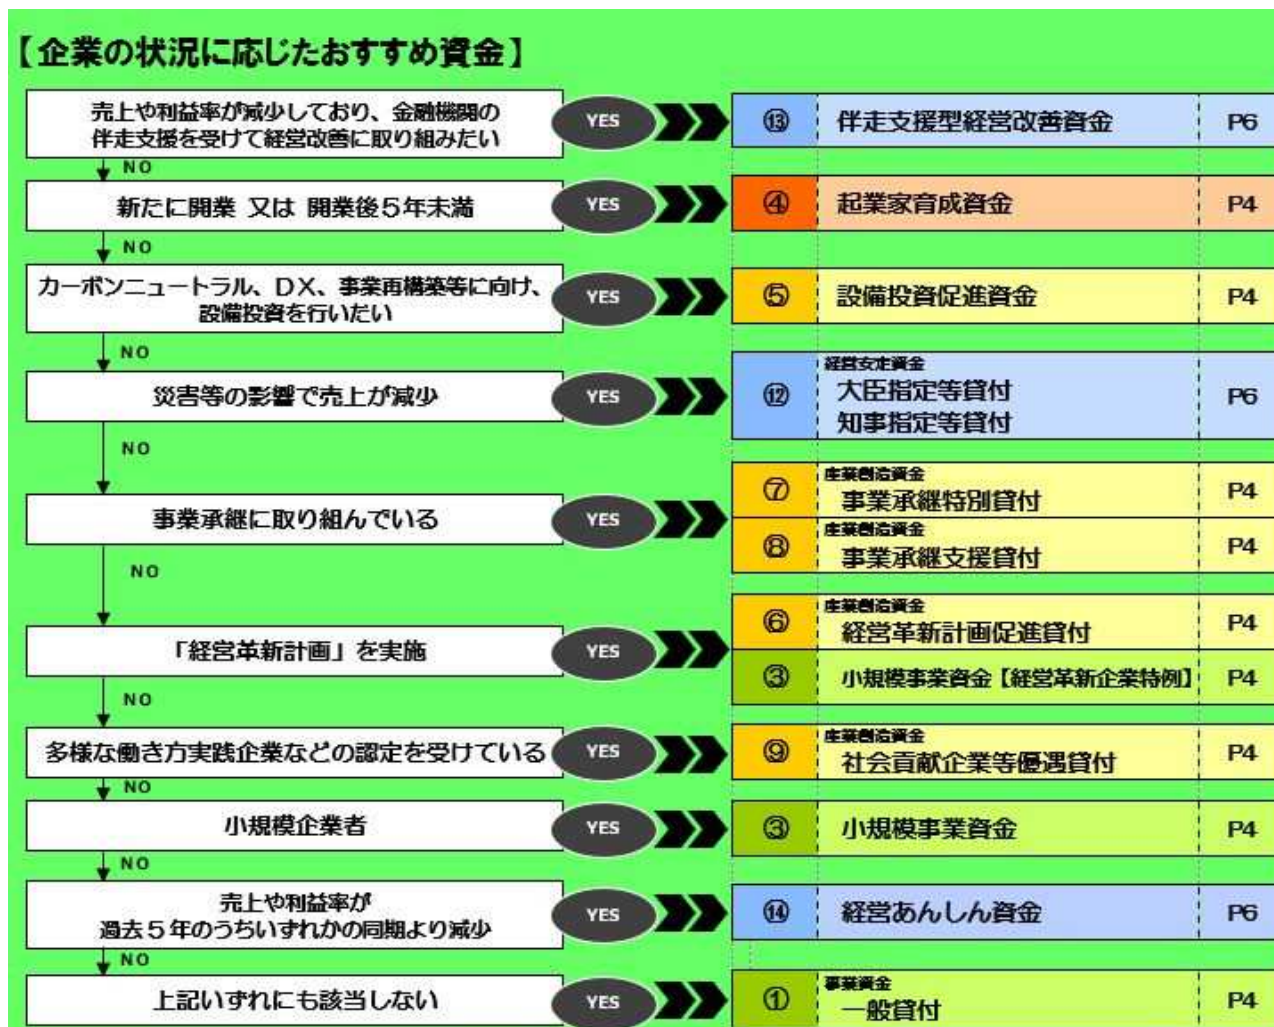 【企業の状況に応じたおすすめ資金】
売上や利益率が減少しており、金融機関の
伴走支援を受けて経営改善に取り組みたい
YES
⑬
伴走支援型経営改善資金
P6
NO
新たに開業 又は 開業後5年未満
YES
④
起業家育成資金
P4
NO
カーボンニュートラル、DX、事業再構築等に向け、
設備投資を行いたい
YES
⑤
設備投資促進資金
P4
NO
災害等の影響で売上が減少
YES
⑫
経営安定資金
大臣指定等貸付
知事指定等貸付
P6
NO
事業承継に取り組んでいる
YES
⑦
産業創造資金
事業承継特別貸付
P4
⑧
産業創造資金
事業承継支援貸付
P4
NO
「経営革新計画」を実施
YES
⑥
産業創造資金
経営革新計画促進貸付
P4
③
小規模事業資金【経営革新企業特例】
P4
NO
多様な働き方実践企業などの認定を受けている
YES
⑨
産業創造資金
社会貢献企業等優遇貸付
P4
NO
小規模企業者
YES
③
小規模事業資金
P4
NO
売上や利益率が
過去5年のうちいずれかの同期より減少
YES
⑭
経営あんしん資金
P6
NO
上記いずれにも該当しない
YES
①
事業資金
一般貸付
P4